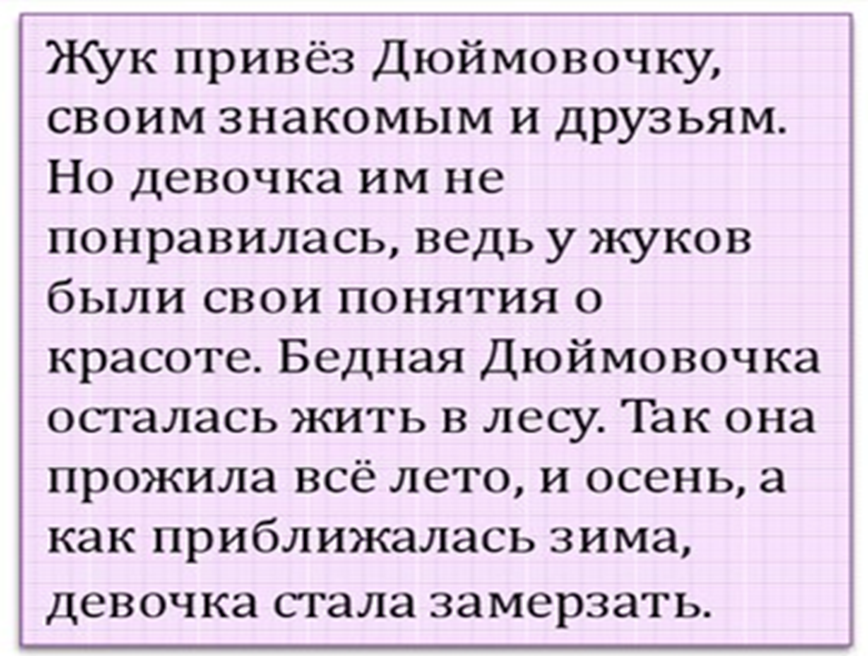 Жук привёз Дюймовочку,
своим знакомым и друзьям.
Но девочка им не
понравилась, ведь у жуков
были свои понятия о
красоте. Бедная Дюймовочка
осталась жить в лесу. Так она
прожила всё лето, и осень, а
как приближалась зима,
девочка стала замерзать.